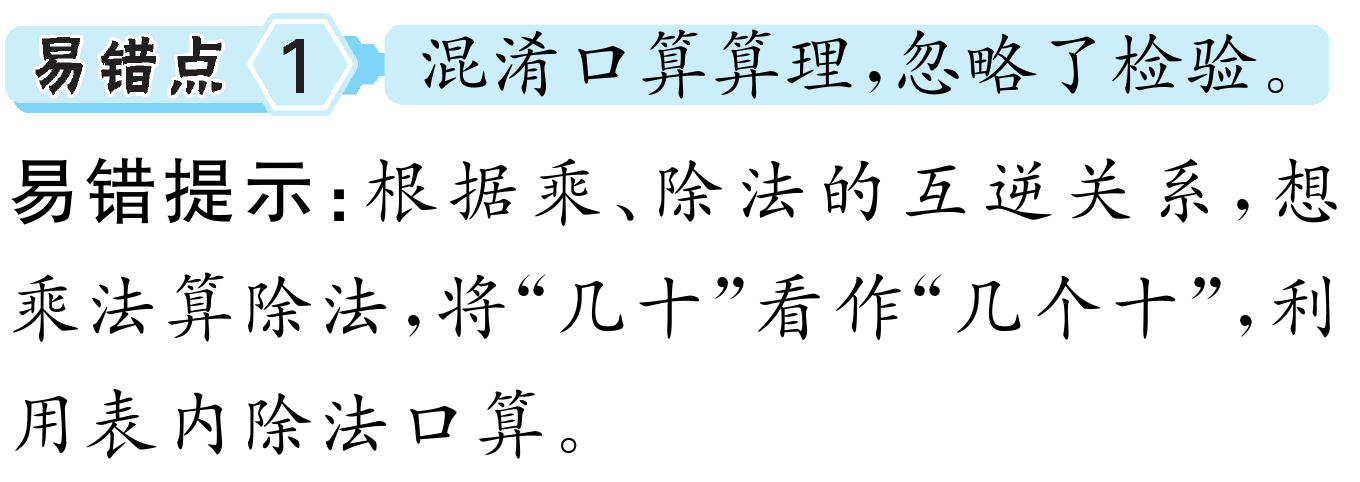 易错点 1 混淆口算算理,忽略了检验。
易错提示:根据乘、除法的互逆关系,想
乘法算除法,将“几十”看作“几个十”,利
用表内除法口算。